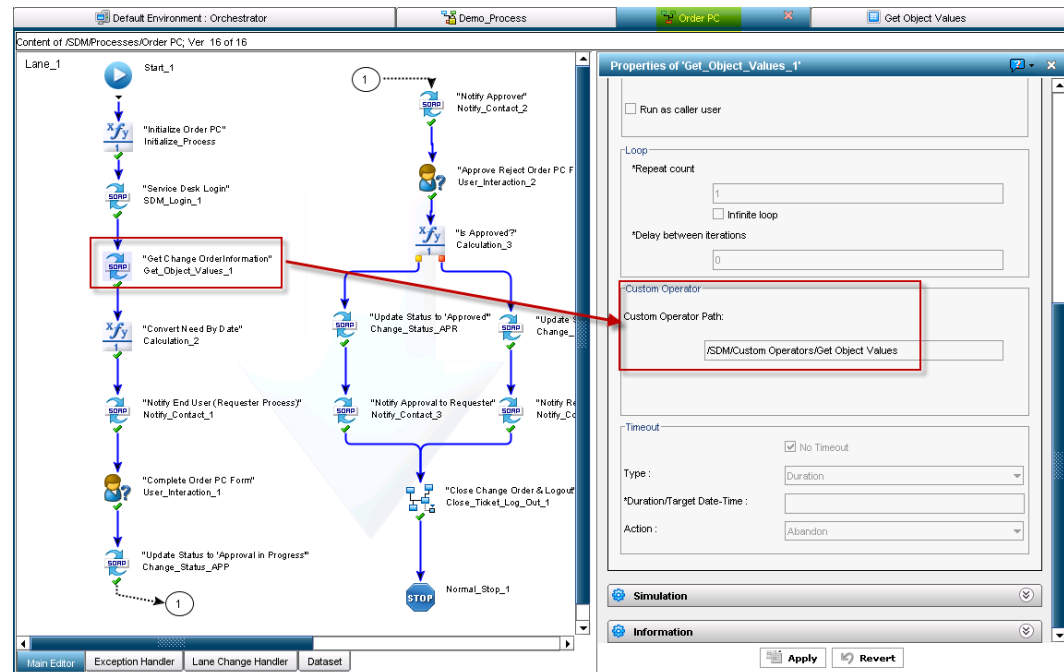 Default Environment : Orchestrator
Demo_Process
Order PC
Get Object Values
Content of /SDM/Processes/Order PC; Ver 16 of 16
Lane_1
Start_1
"Initialize Order PC"
Initialize_Process
"Service Desk Login"
SDM_Login_1
"Get Change OrderInformation"
Get_Object_Values_1
"Convert Need By Date"
Calculation_2
"Notify End User (Requester Process)"
Notify_Contact_1
"Complete Order PC Form"
User_Interaction_1
"Update Status to 'Approval in Progress'"
Change_Status_APP
1
1
"Notify Approver"
Notify_Contact_2
"Approve Reject Order PC F
User_Interaction_2
"Is Approved?"
Calculation_3
"Update Status to 'Approved"
Change_Status_APR
"Update S
Change_
"Notify Approval to Requester"
Notify_Contact_3
"Notify Re
Notify_Co
"Close Change Order & Logout"
Close_Ticket_Log_Out_1
STOP
Normal_Stop_1
Main Editor
Exception Handler
Lane Change Handler
Dataset
Properties of 'Get_Object_Values_1'
Run as caller user
Loop
*Repeat count
1
Infinite loop
*Delay between iterations
0
Custom Operator
Custom Operator Path:
/SDM/Custom Operators/Get Object Values
Timeout
No Timeout
Type :
Duration
*Duration/Target Date-Time:
Action :
Abandon
Simulation
Information
Apply
Revert